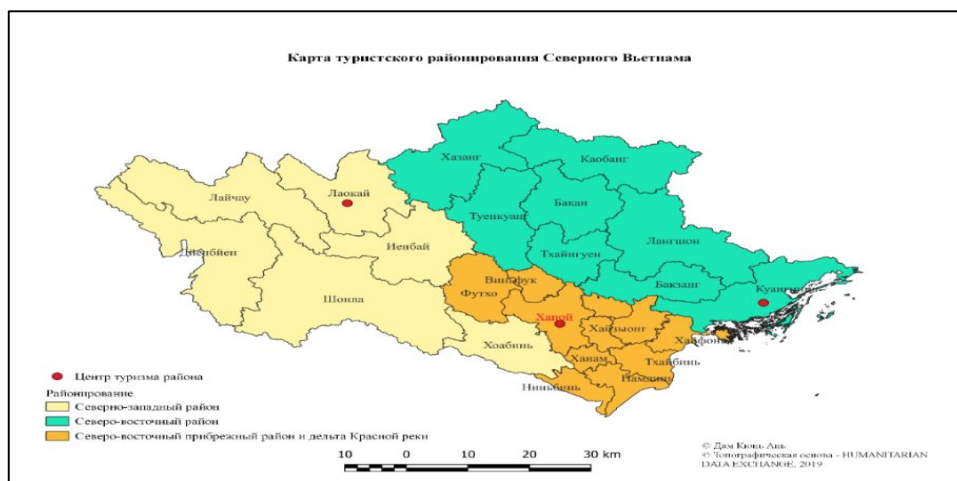 Карта туристского районирования Северного Вьетнама
Хазанг
Каобанг
Лайчау
Лаокай
Бакан
Туенкуанг
Иенбай
Лангшон
Диенбиен
Тхайнгуен
Бакзанг
Винфук
Футхо
Шонла
Ханой
Хайзыонг
Хоабинь
Ханам
Тхайбинь
Ниньбинь
Центр туризма района
Районирование
Северно-западный район
Северо-восточный район
Северо-восточный прибрежный район и дельта Красной реки
10 0 10 20 30 km
© Дам Кюнь Ань
© Топографическая основа - HUMANITARIAN
DATA EXCHANGE, 2019